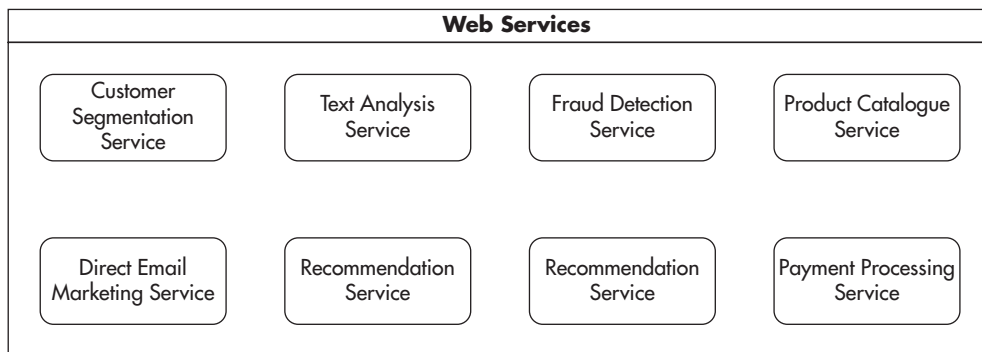 Web Services
Customer
Segmentation
Service
Text Analysis
Service
Fraud Detection
Service
Product Catalogue
Service
Direct Email
Marketing Service
Recommendation
Service
Recommendation
Service
Payment Processing
Service